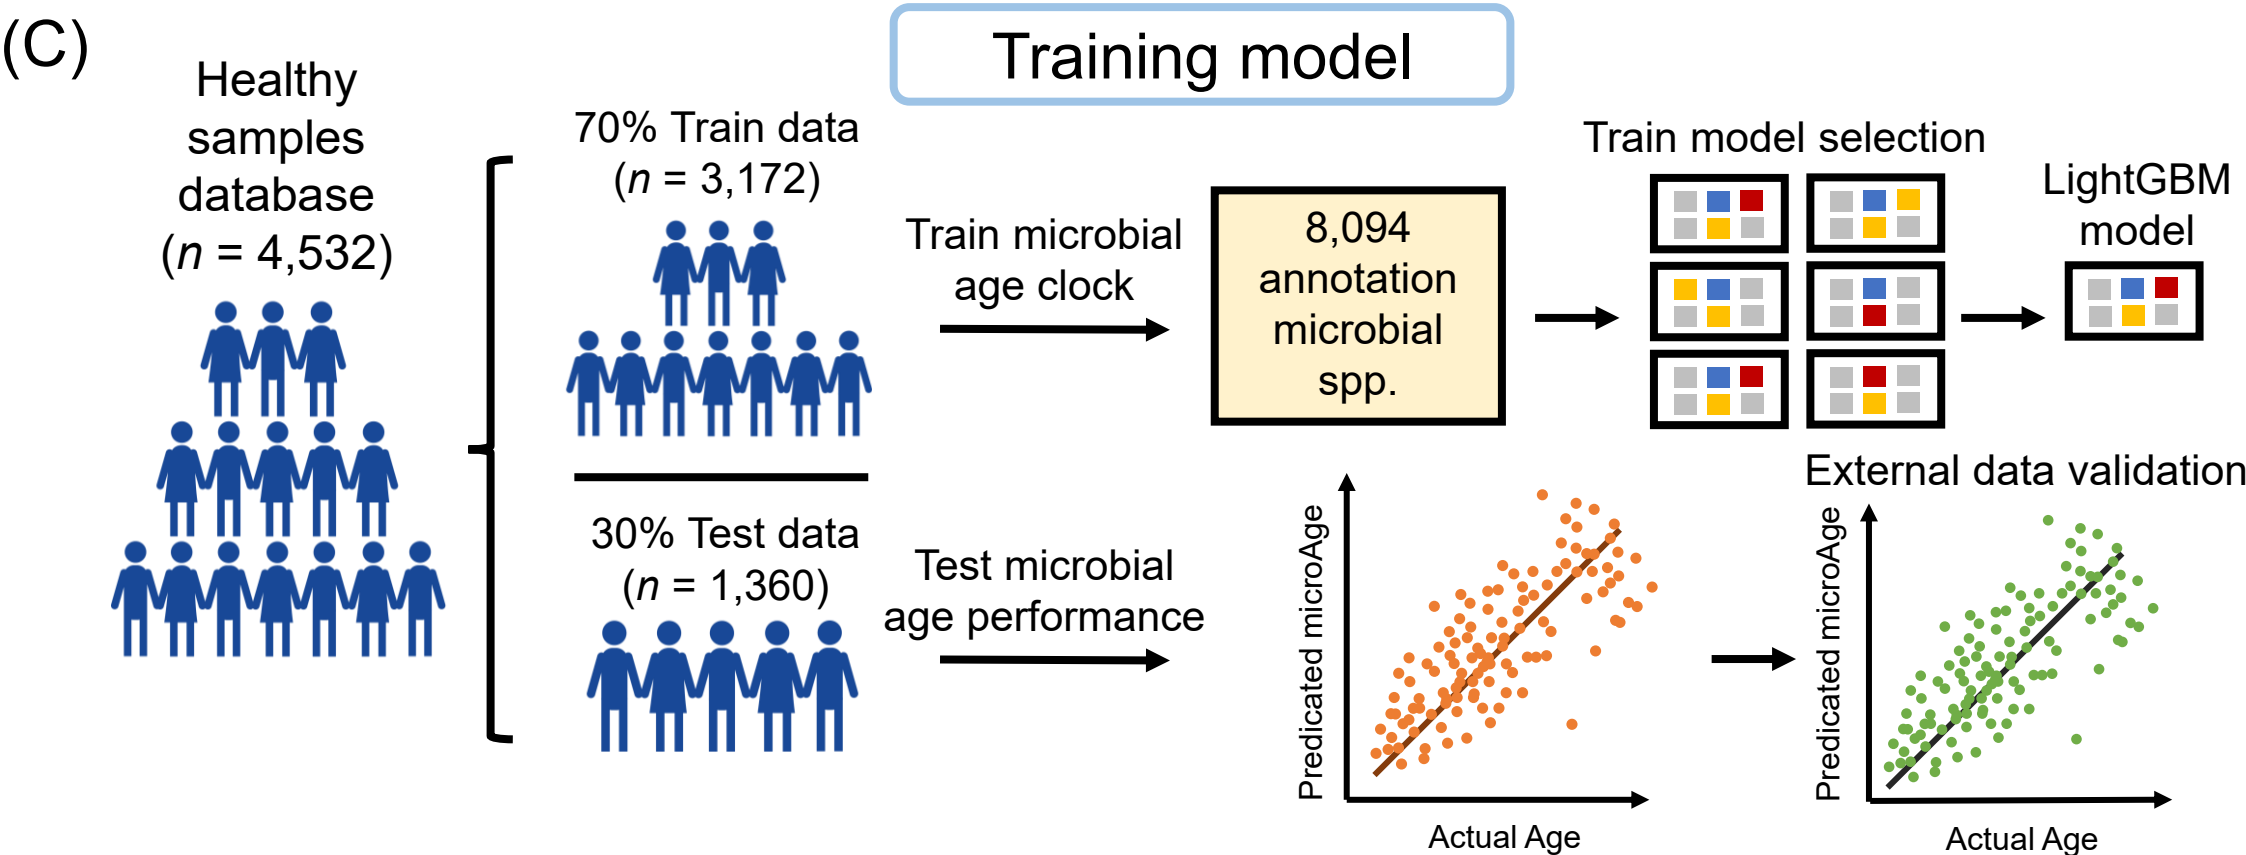 (C)
Training model
Healthy
samples
database
(n = 4,532)
70% Train data
(n = 3,172)
30% Test data
(n = 1,360)
Train microbial
age clock
Test microbial
age performance
8,094
annotation
microbial
spp.
Train model selection
LightGBM
model
Predicated microAge
Actual Age
External data validation
Predicated microAge
Actual Age